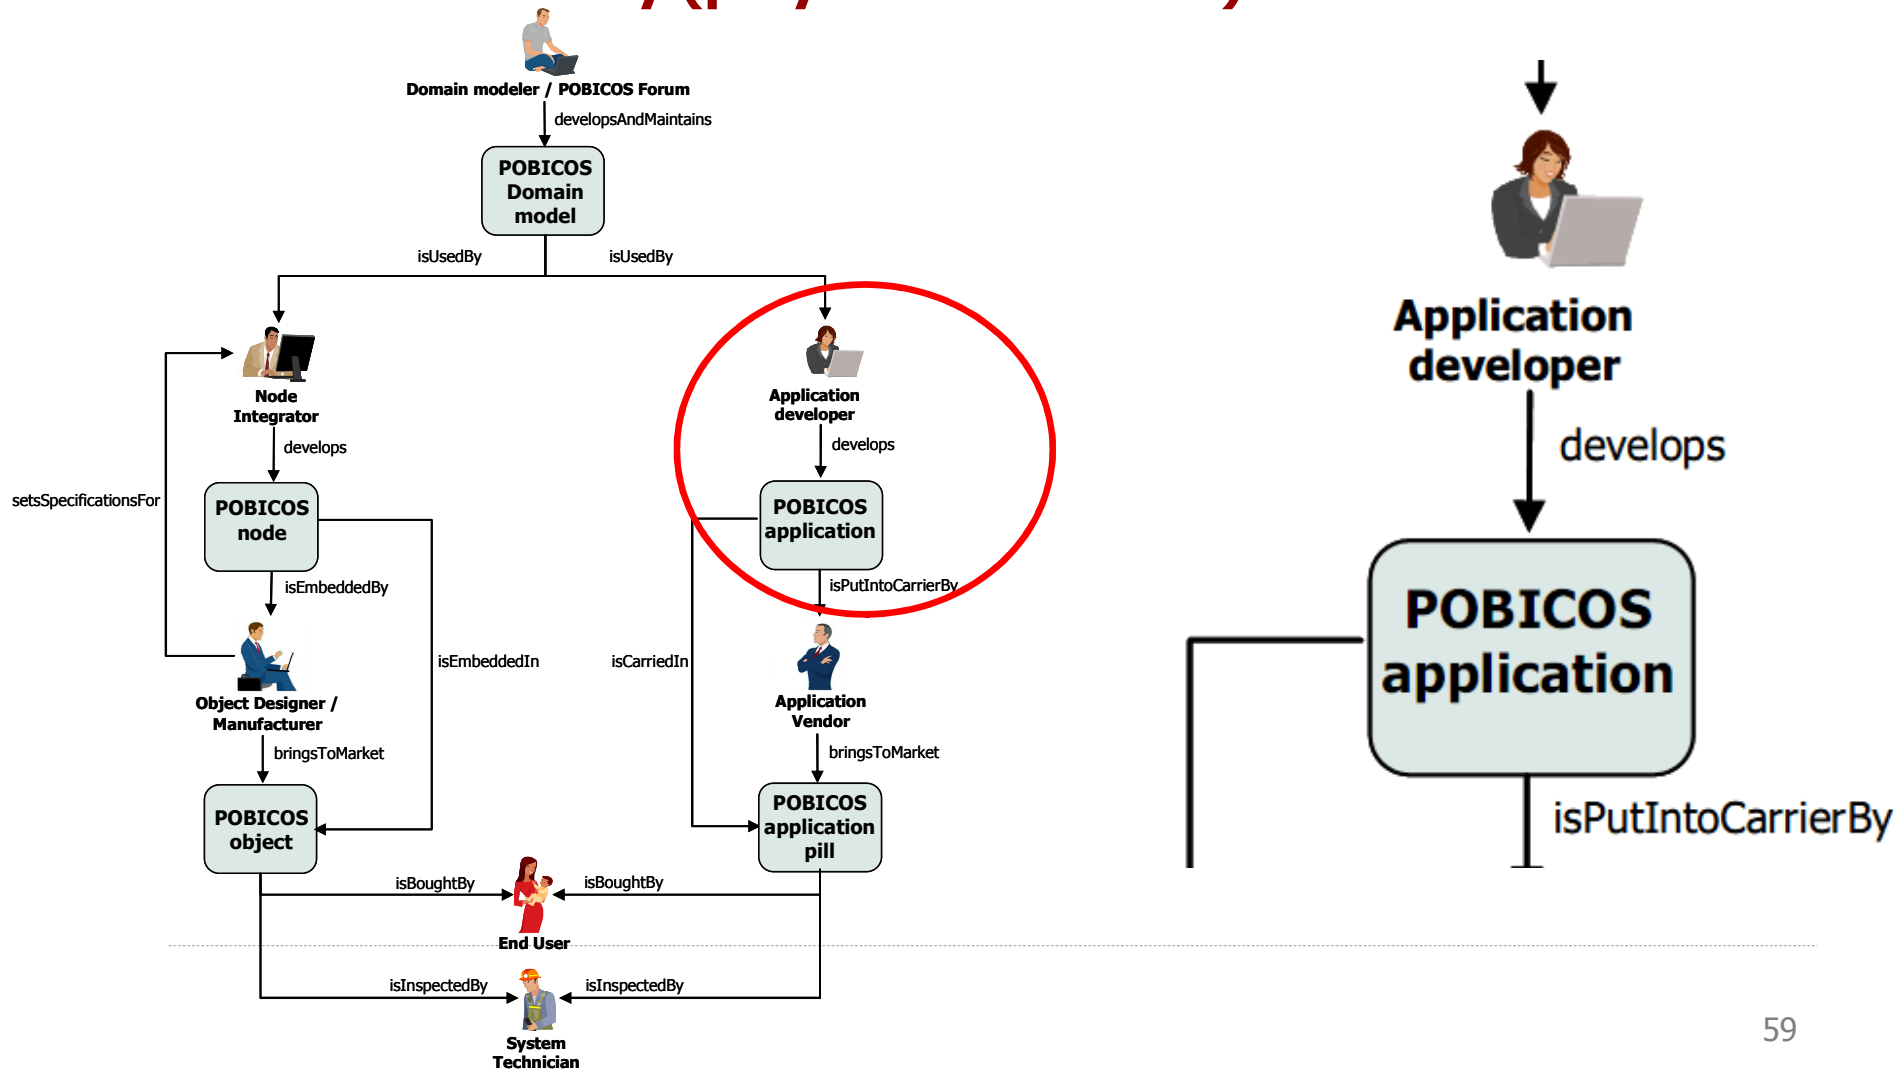 Domain modeler / POBICOS Forum
developsAndMaintains
POBICOS
Domain
model
isUsedBy
isUsedBy
Node
Integrator
develops
setsSpecificationsFor
POBICOS
node
isEmbeddedBy
isEmbeddedIn
Object Designer /
Manufacturer
bringsToMarket
POBICOS
object
Application
developer
develops
POBICOS
application
isPutIntoCarrierBy
isCarriedIn
Application
Vendor
bringsToMarket
POBICOS
application
pill
isBoughtBy
isBoughtBy
End User
isInspectedBy
isInspectedBy
System
Technician
Application
developer
develops
POBICOS
application
isPutIntoCarrierBy
59